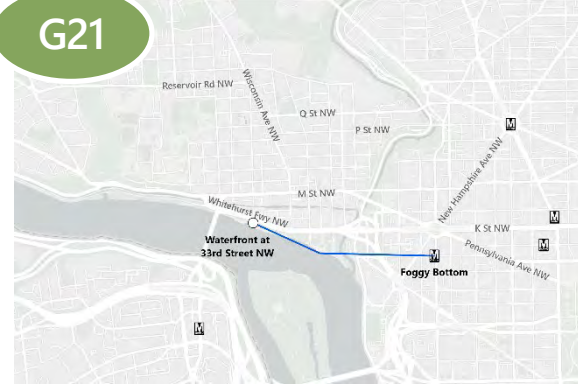 G21
Reservoir Rd NW
Wisconsin Ave NW
Q St NW
P St NW
M
New Hampshire Ave NW
M St NW
Whitehurst Fwy NW
Waterfront at
33rd Street NW
K St NW
M
M
Pennsylvania Ave NW
M
Foggy Bottom
M